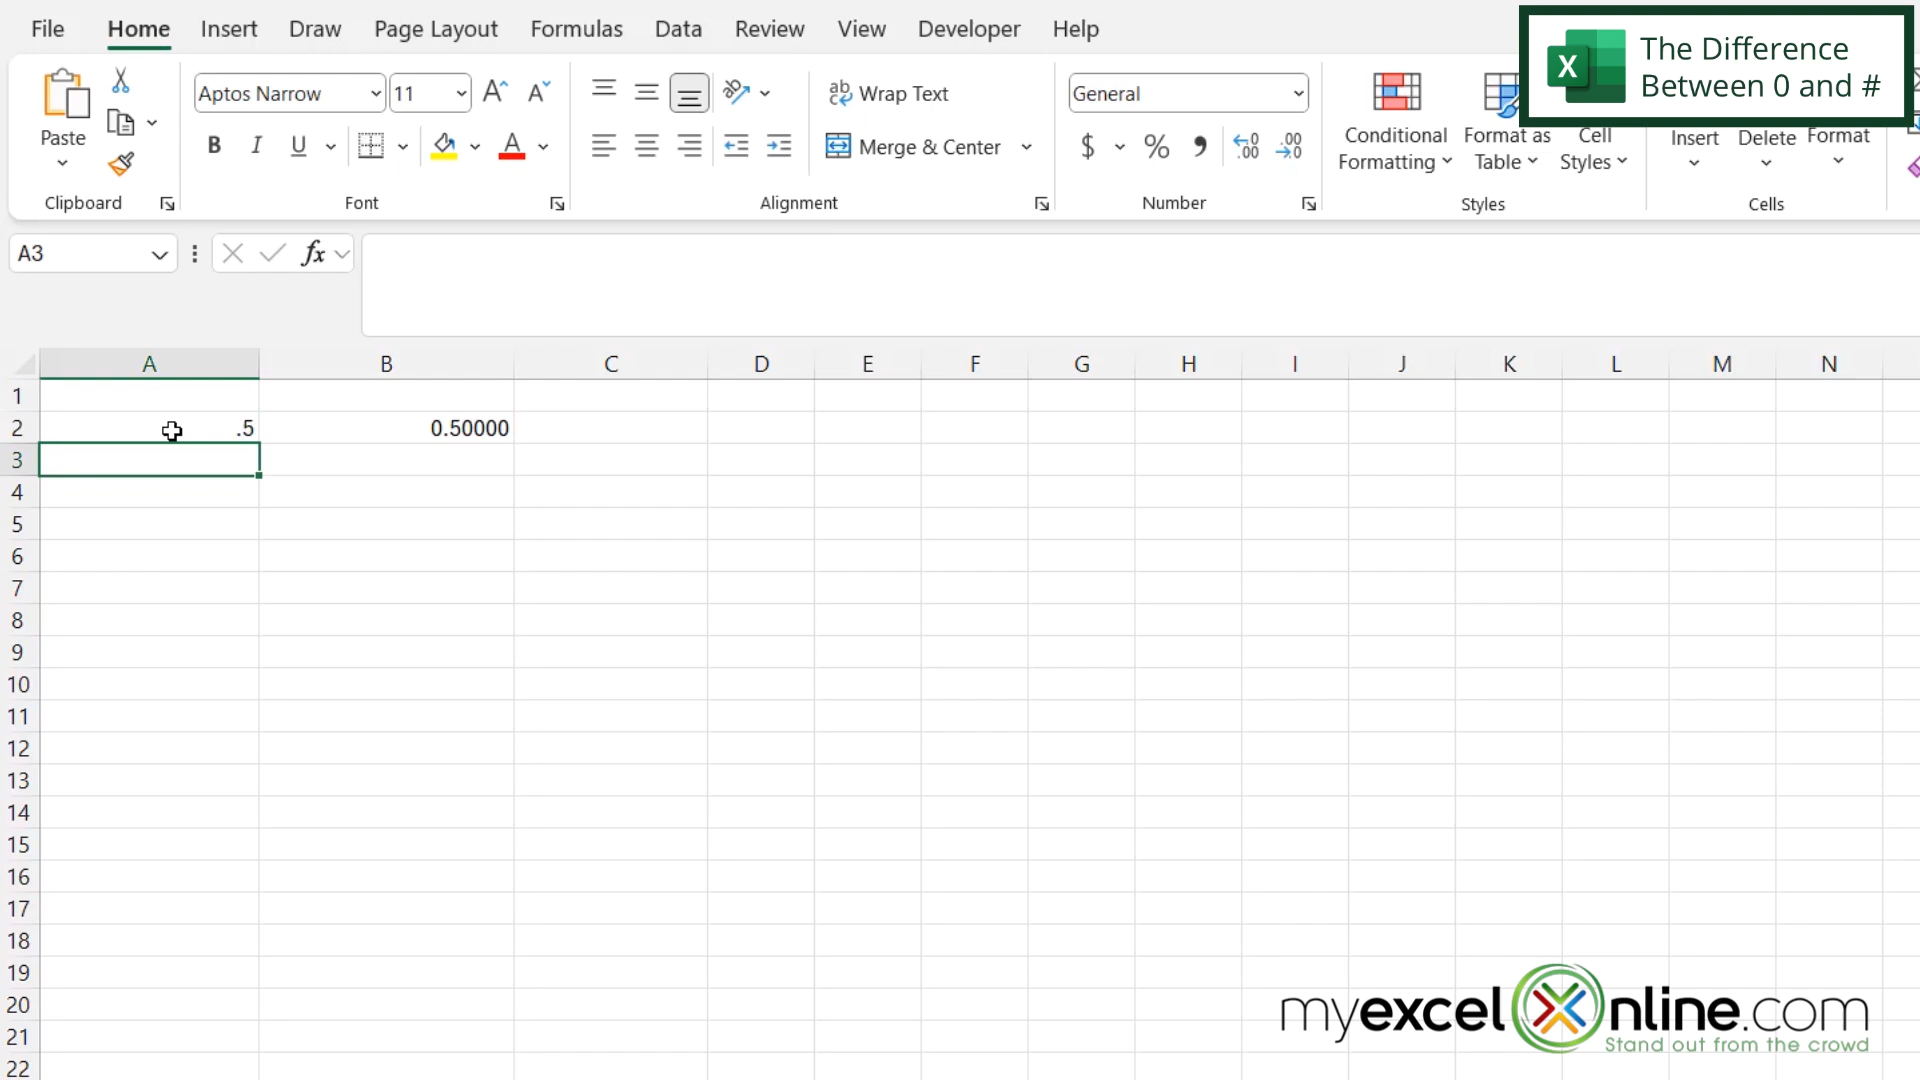 File Home Insert Draw Page Layout Formulas Data Review View Developer Help
X The Difference
Between 0 and #
Aptos Narrow 11 A A ab Wrap Text General
Paste
B I U A Merge & Center $ % 9 .00 .00
Conditional Format as Cell Insert Delete Format
Formatting Table Styles
Clipboard Font Alignment Number Styles Cells
A3 fx
A B C D E F G H I J K L M N
1
2 .5 0.50000
3
4
5
6
7
8
9
10
11
12
13
14
15
16
17
18
19
20
21
22
myexcelonline.com
Stand out from the crowd